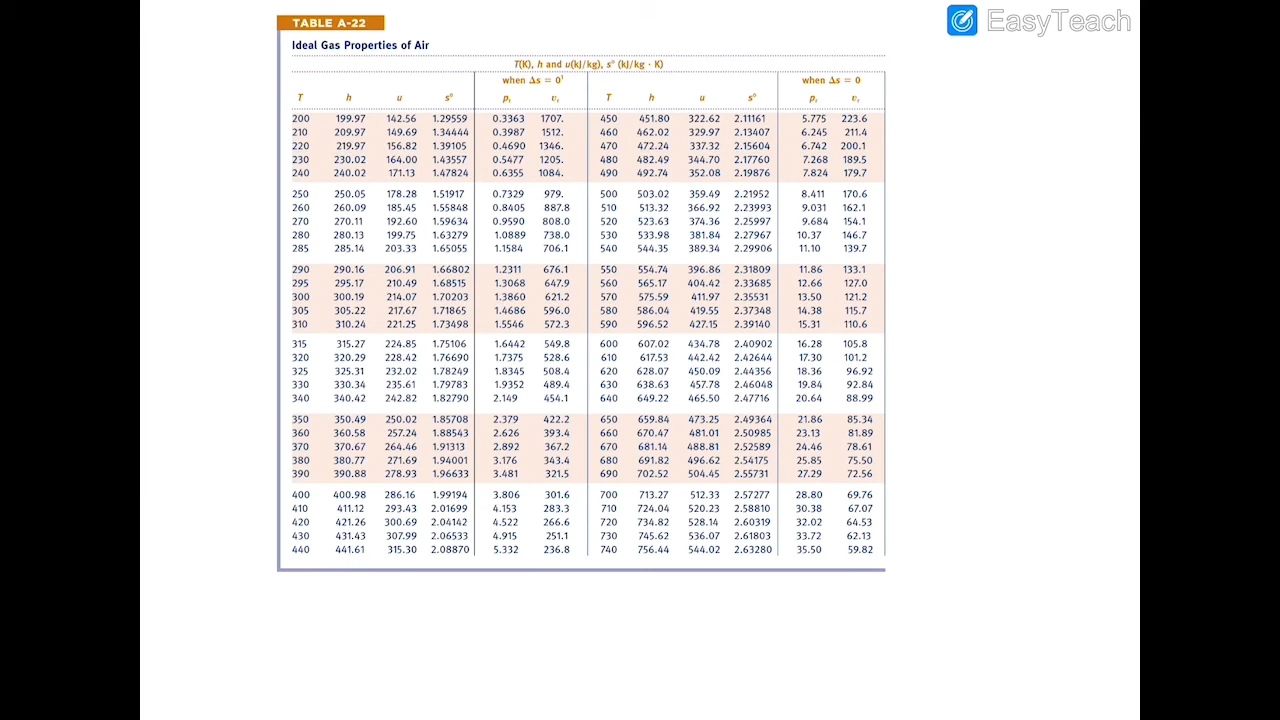 EasyTeach
TABLE A-22
Ideal Gas Properties of Air
T(K), h and u(kJ/kg), s° (kJ/kg · K)
when Δs = 0¹ when Δs = 0
T h u s° pr vr T h u s° pr vr
200 199.97 142.56 1.29559 0.3363 1707. 450 451.80 322.62 2.11161 5.775 223.6
210 209.97 149.69 1.34444 0.3987 1512. 460 462.02 329.97 2.13407 6.245 211.4
220 219.97 156.82 1.39105 0.4690 1346. 470 472.24 337.32 2.15604 6.742 200.1
230 230.02 164.00 1.43557 0.5477 1205. 480 482.49 344.70 2.17760 7.268 189.5
240 240.02 171.13 1.47824 0.6355 1084. 490 492.74 352.08 2.19876 7.824 179.7
250 250.05 178.28 1.51917 0.7329 979. 500 503.02 359.49 2.21952 8.411 170.6
260 260.09 185.45 1.55848 0.8405 887.8 510 513.32 366.92 2.23993 9.031 162.1
270 270.11 192.60 1.59634 0.9590 808.0 520 523.63 374.36 2.25997 9.684 154.1
280 280.13 199.75 1.63279 1.0889 738.0 530 533.98 381.84 2.27967 10.37 146.7
285 285.14 203.33 1.65055 1.1584 706.1 540 544.35 389.34 2.29906 11.10 139.7
290 290.16 206.91 1.66802 1.2311 676.1 550 554.74 396.86 2.31809 11.86 133.1
295 295.17 210.49 1.68515 1.3068 647.9 560 565.17 404.42 2.33685 12.66 127.0
300 300.19 214.07 1.70203 1.3860 621.2 570 575.59 411.97 2.35531 13.50 121.2
305 305.22 217.67 1.71865 1.4686 596.0 580 586.04 419.55 2.37348 14.38 115.7
310 310.24 221.25 1.73498 1.5546 572.3 590 596.52 427.15 2.39140 15.31 110.6
315 315.27 224.85 1.75106 1.6442 549.8 600 607.02 434.78 2.40902 16.28 105.8
320 320.29 228.42 1.76690 1.7375 528.6 610 617.53 442.42 2.42644 17.30 101.2
325 325.31 232.02 1.78249 1.8345 508.4 620 628.07 450.09 2.44356 18.36 96.92
330 330.34 235.61 1.79783 1.9352 489.4 630 638.63 457.78 2.46048 19.84 92.84
340 340.42 242.82 1.82790 2.149 454.1 640 649.22 465.50 2.47716 20.64 88.99
350 350.49 250.02 1.85708 2.379 422.2 650 659.84 473.25 2.49364 21.86 85.34
360 360.58 257.24 1.88543 2.626 393.4 660 670.47 481.01 2.50985 23.13 81.89
370 370.67 264.46 1.91313 2.892 367.2 670 681.14 488.81 2.52589 24.46 78.61
380 380.77 271.69 1.94001 3.176 343.4 680 691.82 496.62 2.54175 25.85 75.50
390 390.88 278.93 1.96633 3.481 321.5 690 702.52 504.45 2.55731 27.29 72.56
400 400.98 286.16 1.99194 3.806 301.6 700 713.27 512.33 2.57277 28.80 69.76
410 411.12 293.43 2.01699 4.153 283.3 710 724.04 520.23 2.58810 30.38 67.07
420 421.26 300.69 2.04142 4.522 266.6 720 734.82 528.14 2.60319 32.02 64.53
430 431.43 307.99 2.06533 4.915 251.1 730 745.62 536.07 2.61803 33.72 62.13
440 441.61 315.30 2.08870 5.332 236.8 740 756.44 544.02 2.63280 35.50 59.82